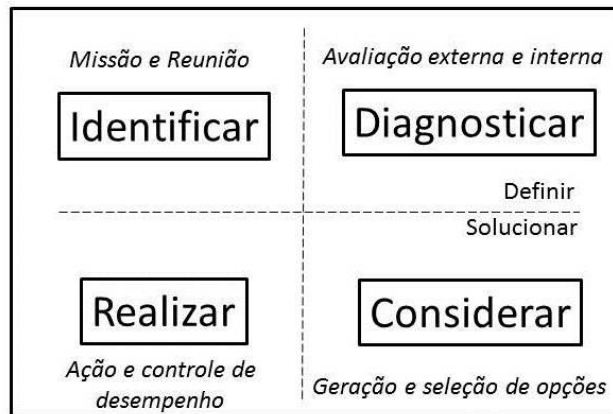 Missão e Reunião
Identificar
Avaliação externa e interna
Diagnosticar
Definir
Solucionar
Realizar
Ação e controle de
desempenho
Considerar
Geração e seleção de opções